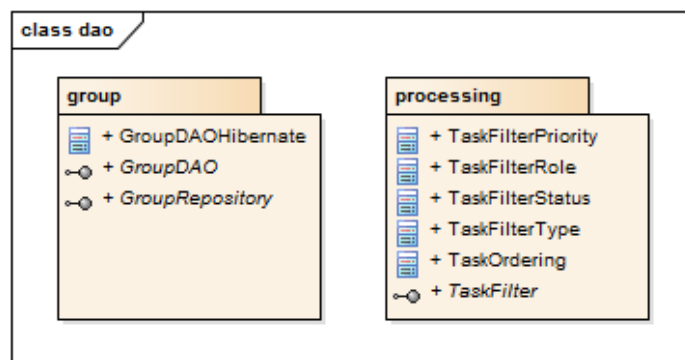 class dao
group
+ GroupDAOHibernate
+ GroupDAO
+ GroupRepository
processing
+ TaskFilterPriority
+ TaskFilterRole
+ TaskFilterStatus
+ TaskFilterType
+ TaskOrdering
+ TaskFilter